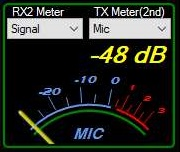 RX2 Meter TX Meter(2nd)
Signal Mic
-48 dB
-20 -10 0 1 2 3
MIC